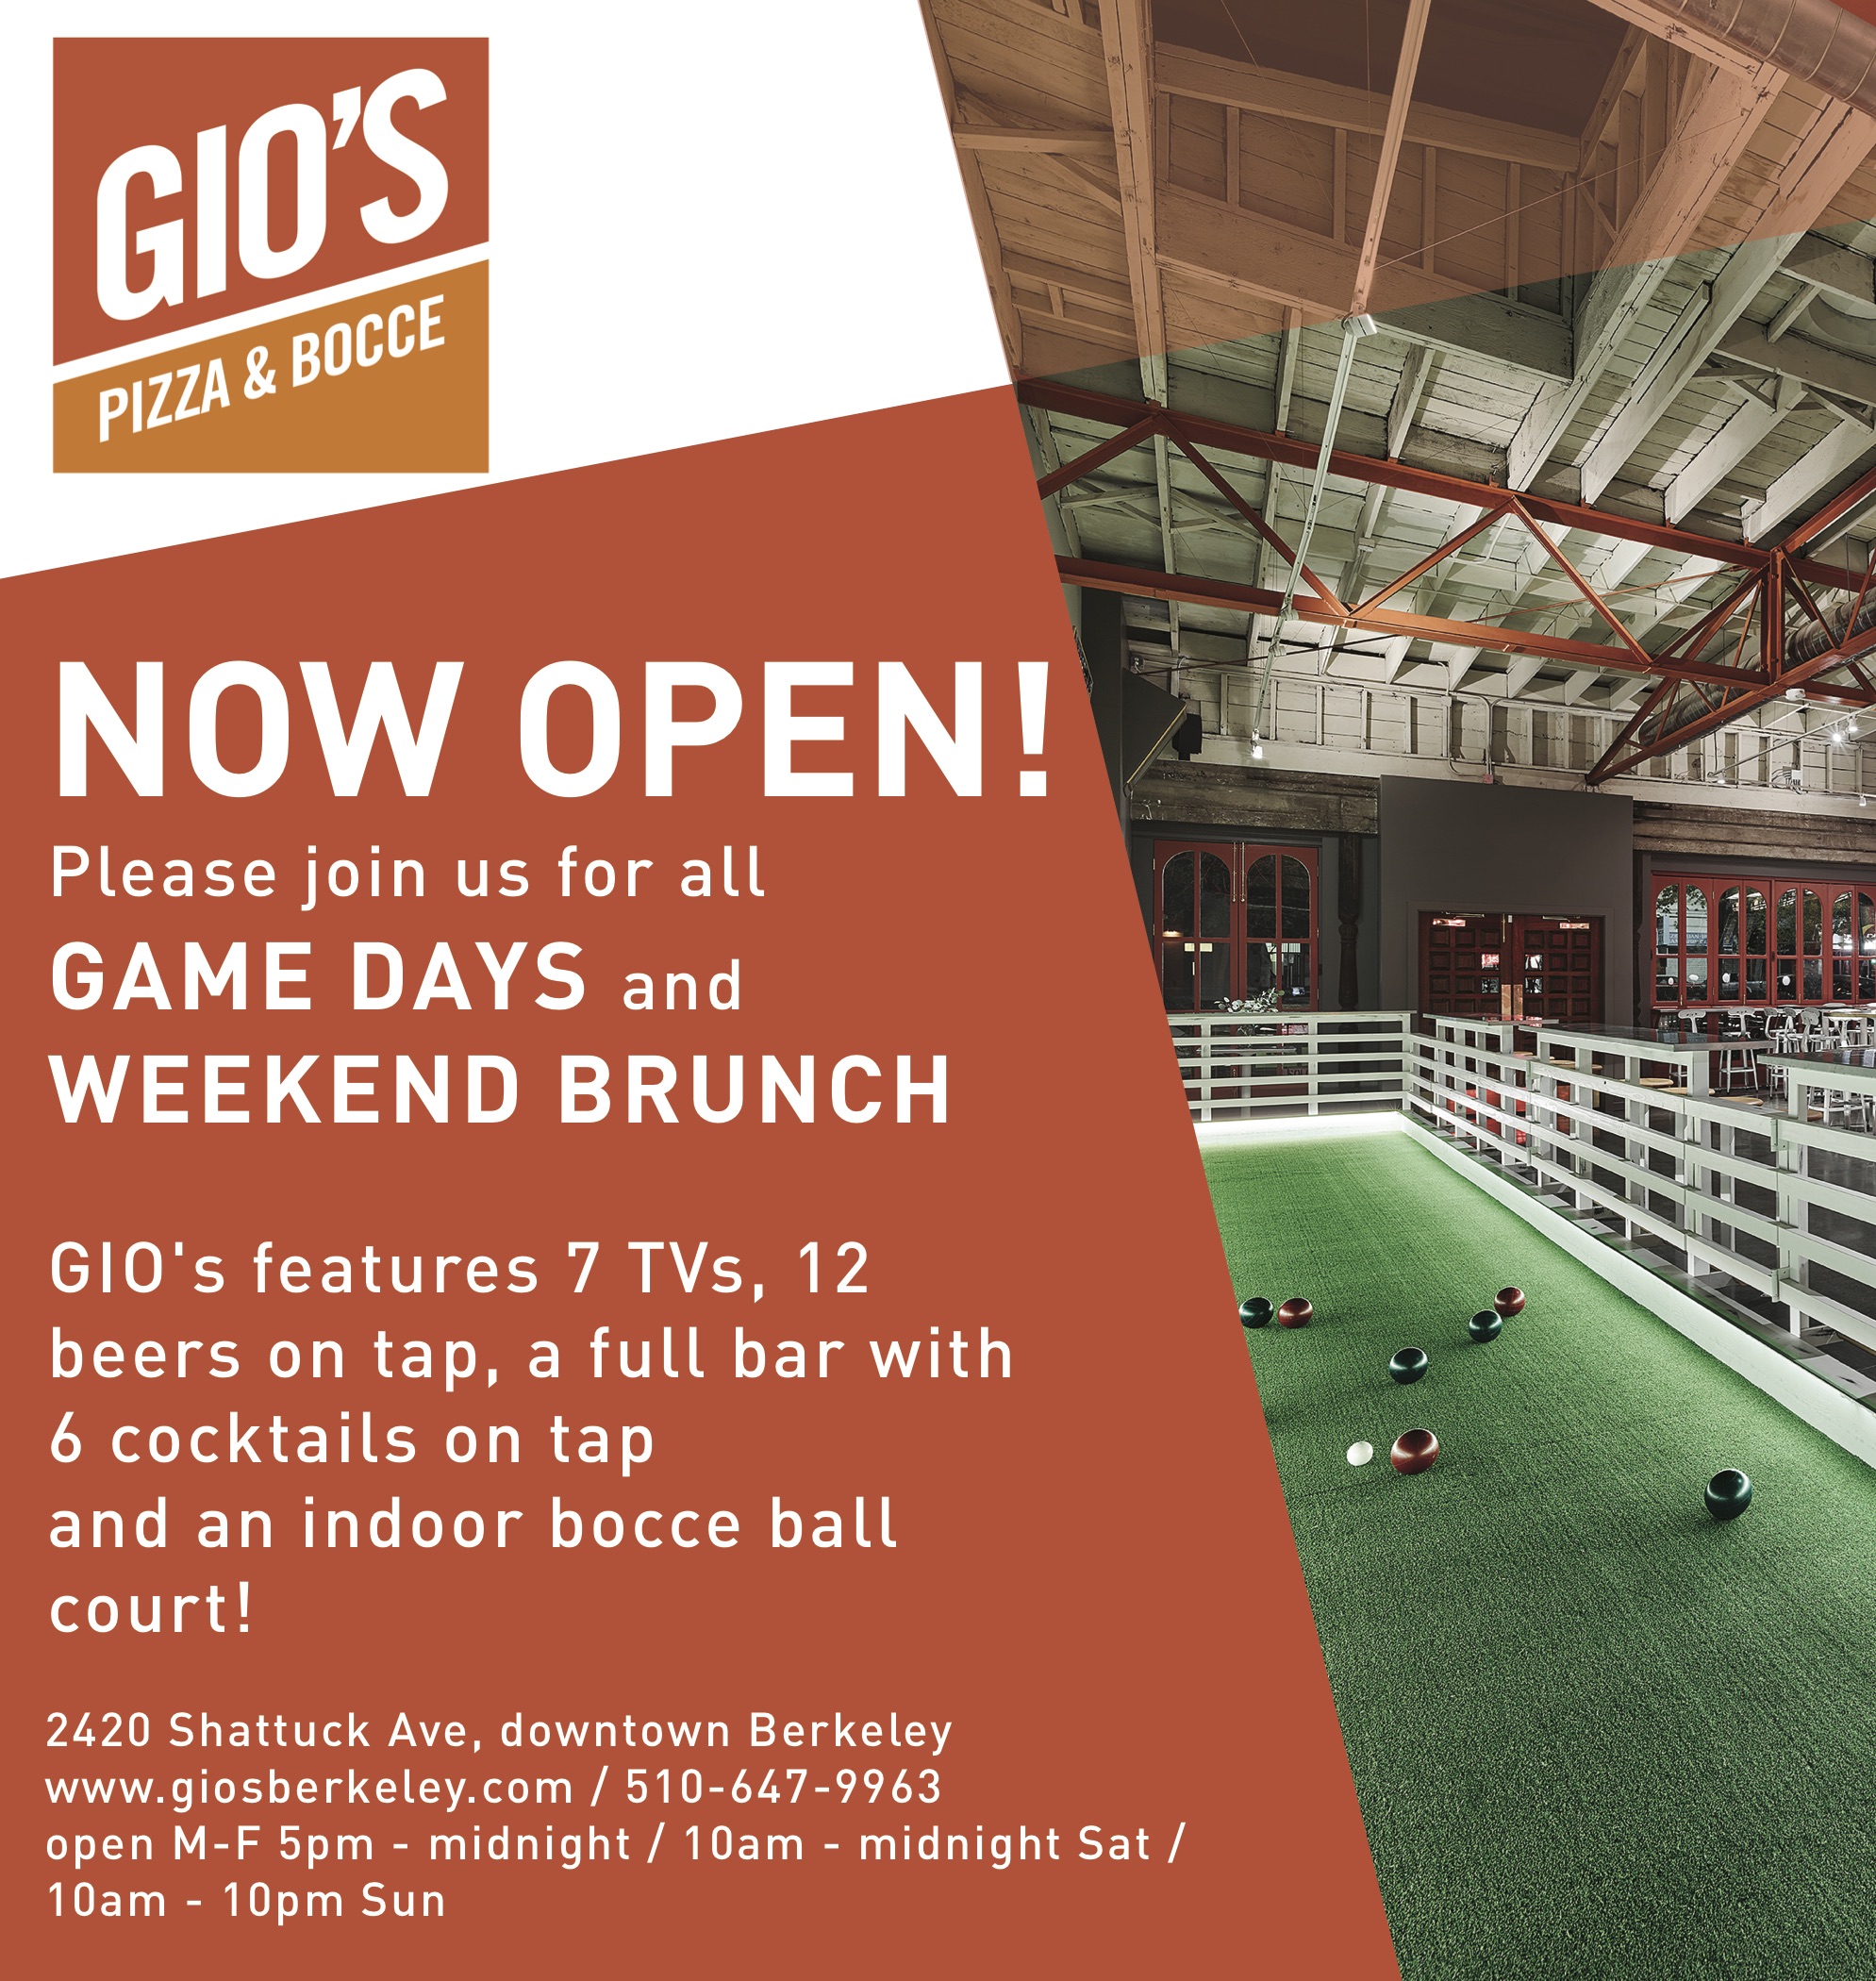 GIO'S
PIZZA & BOCCE
NOW OPEN!
Please join us for all
GAME DAYS and
WEEKEND BRUNCH
GIO's features 7 TVs, 12
beers on tap, a full bar with
6 cocktails on tap
and an indoor bocce ball
court!
2420 Shattuck Ave, downtown Berkeley
www.giosberkeley.com / 510-647-9963
open M-F 5pm - midnight / 10am - midnight Sat /
10am - 10pm Sun